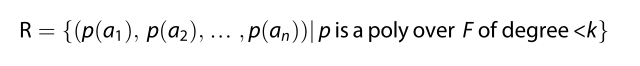 R = {(p(a₁), p(a₂), … ,p(aₙ))| p is a poly over F of degree <k}